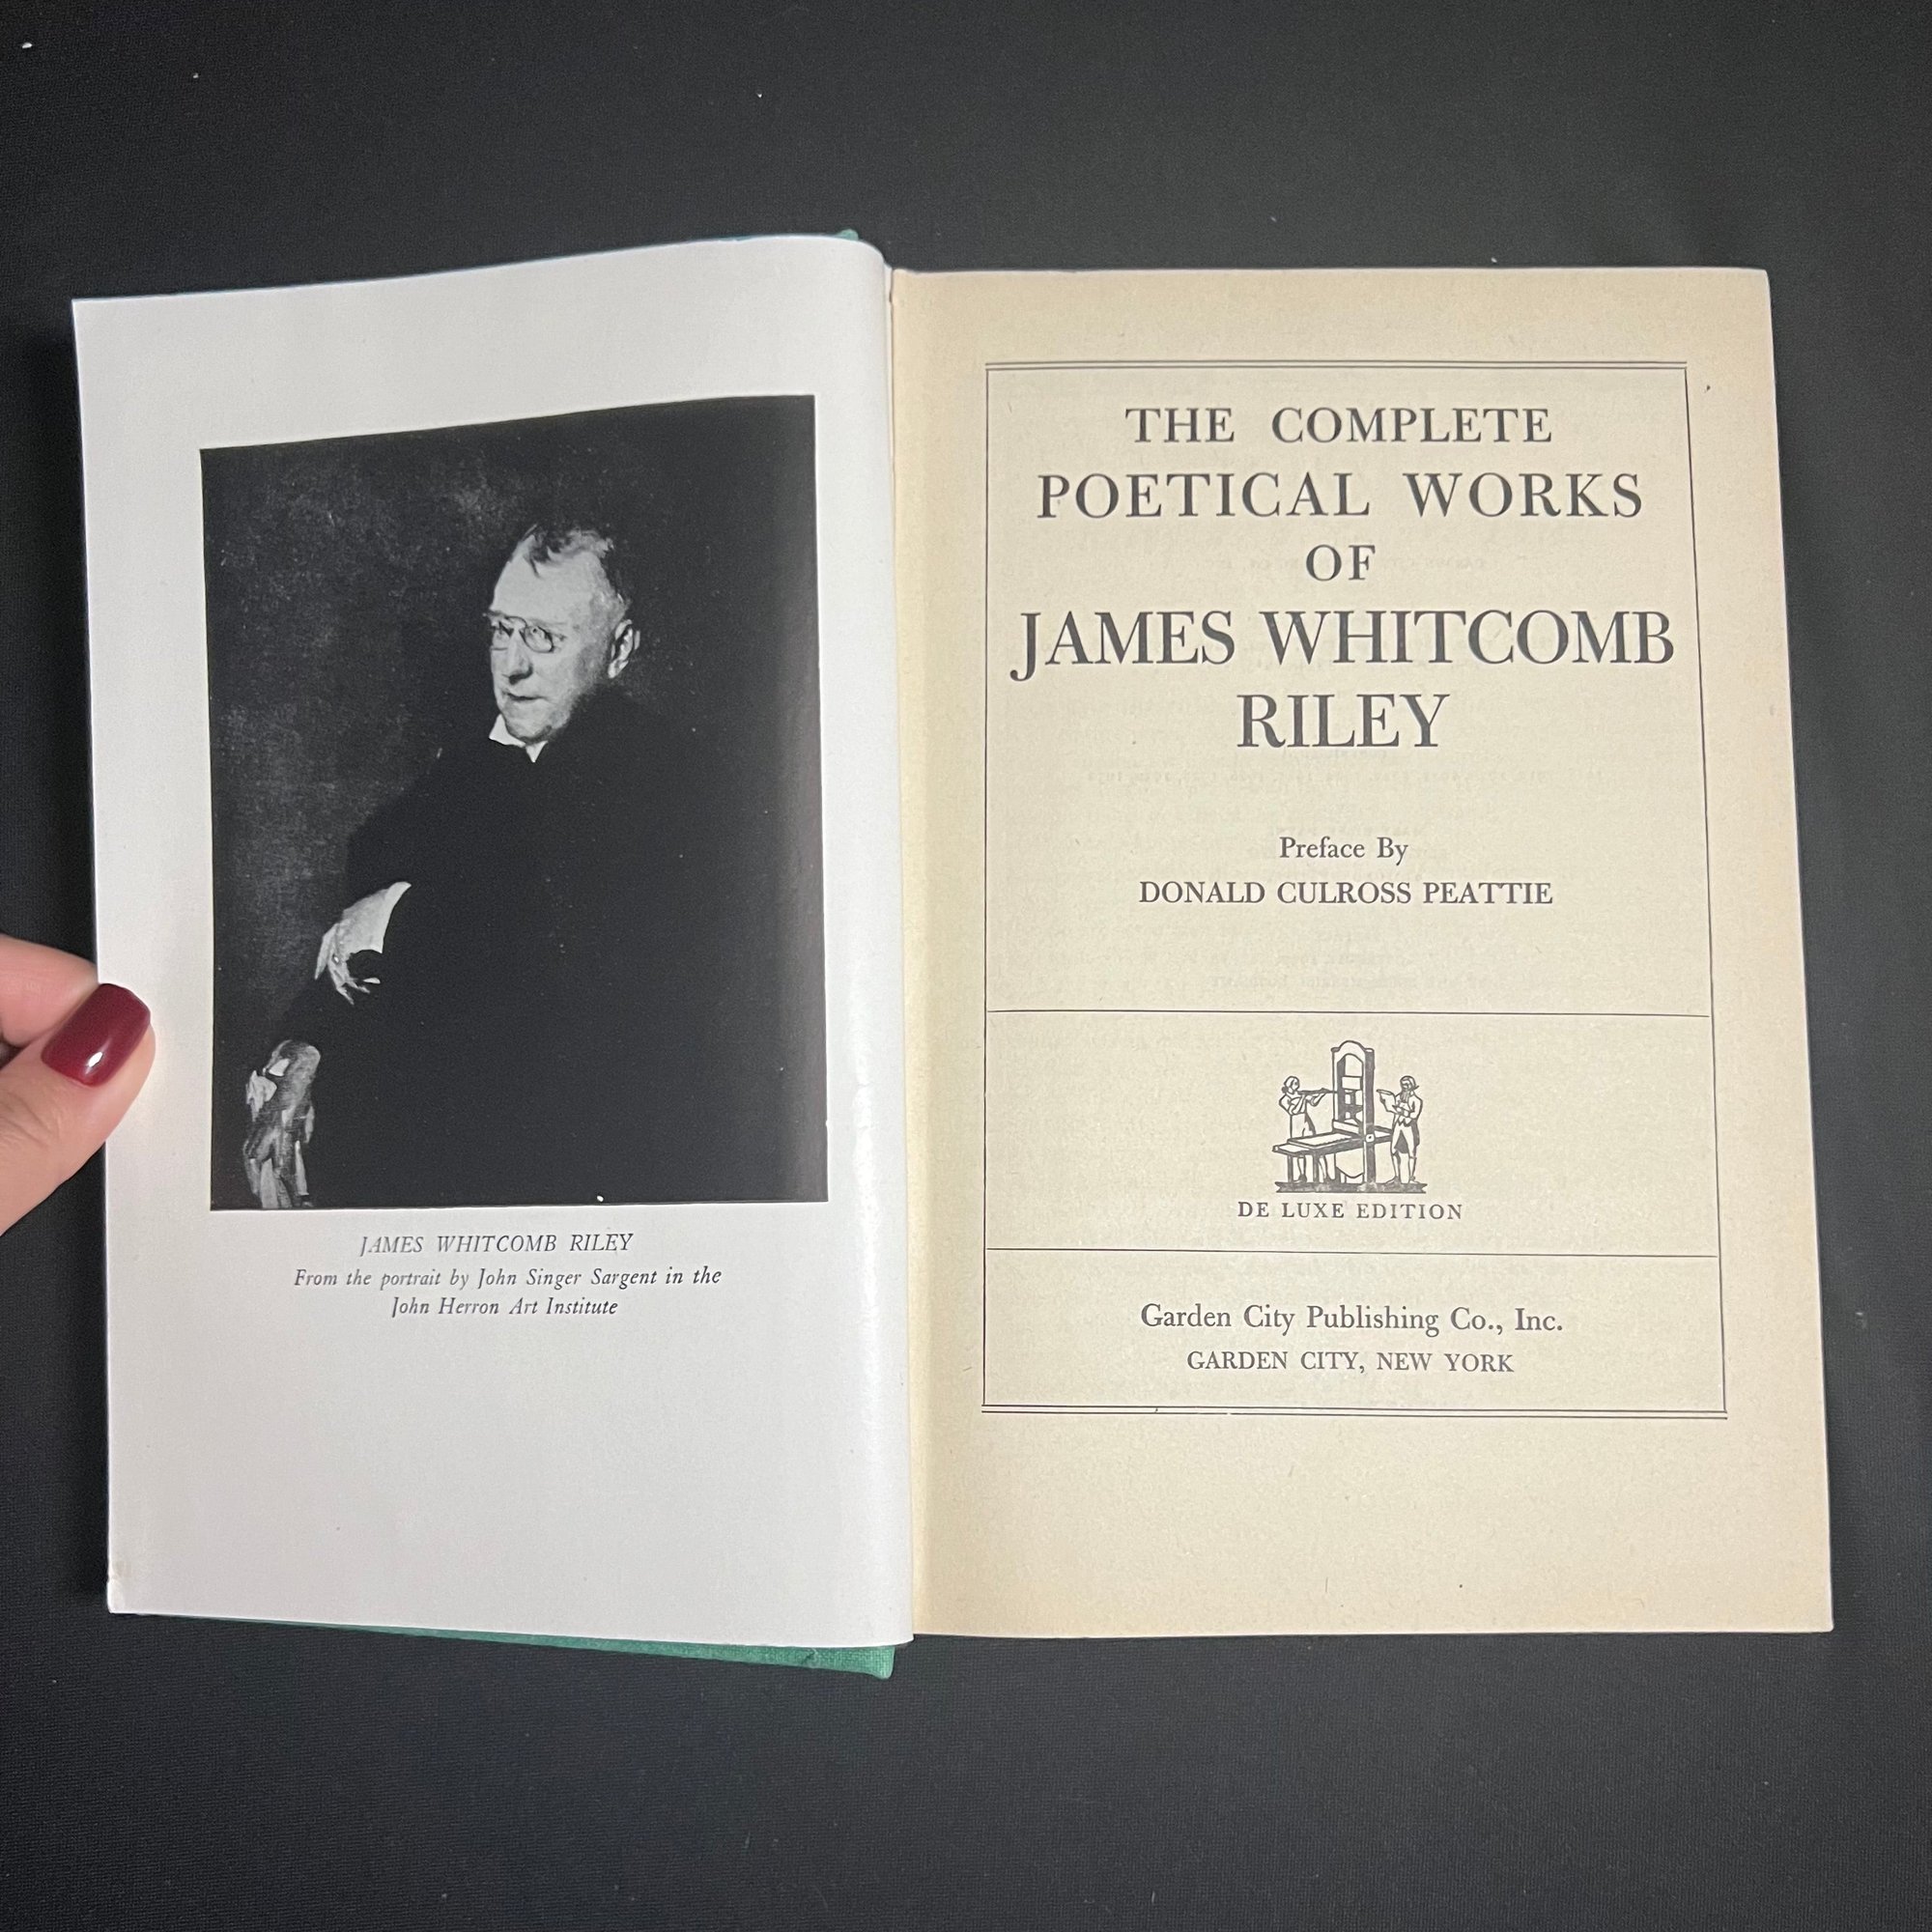 JAMES WHITCOMB RILEY
From the portrait by John Singer Sargent in the
John Herron Art Institute
THE COMPLETE
POETICAL WORKS
OF
JAMES WHITCOMB
RILEY
Preface By
DONALD CULROSS PEATTIE
DE LUXE EDITION
Garden City Publishing Co., Inc.
GARDEN CITY, NEW YORK